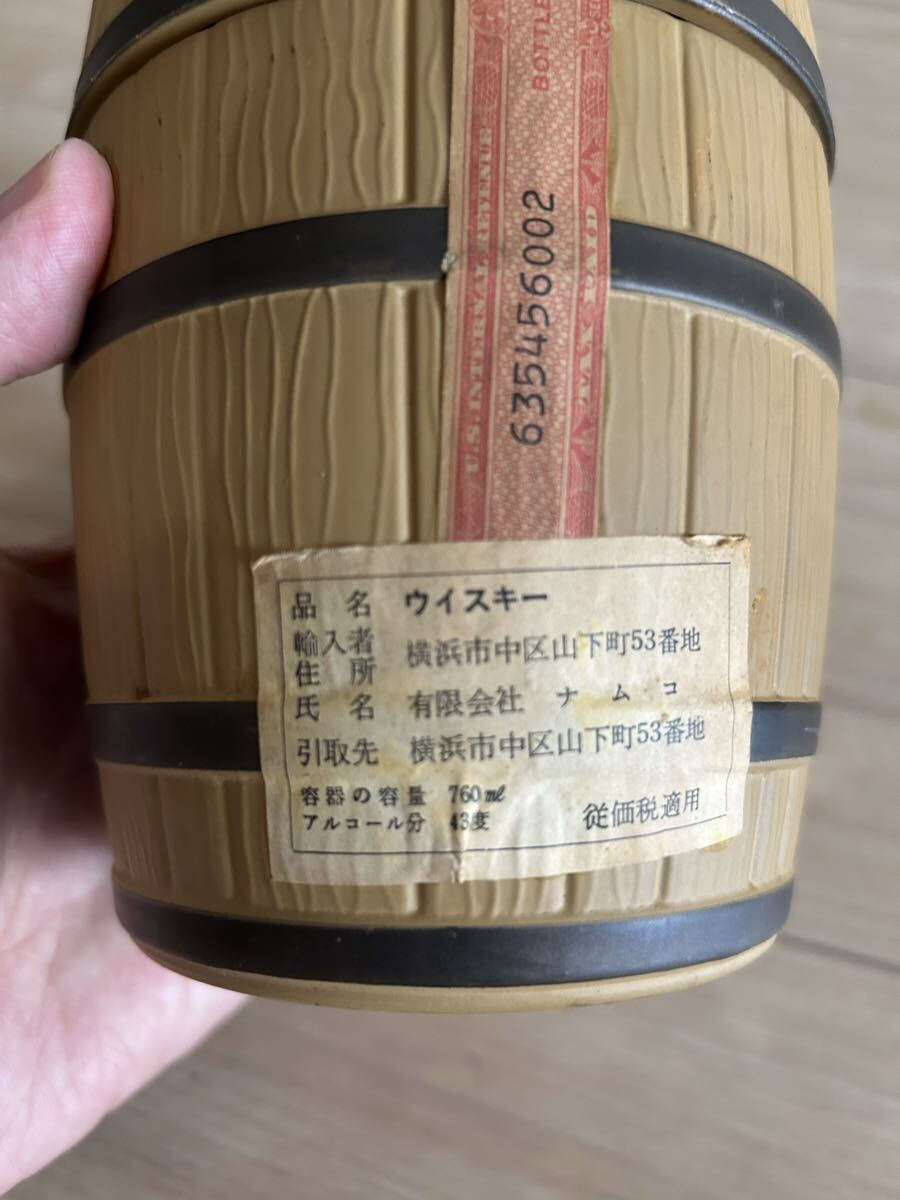 BOTTLE
U.S. INTERNAL REVENUE
635456002
TAX PAID
品名 ウイスキー
輸入者
住所 横浜市中区山下町53番地
氏名 有限会社 ナムコ
引取先 横浜市中区山下町53番地
容器の容量 760ml
アルコール分 43度 従価税適用